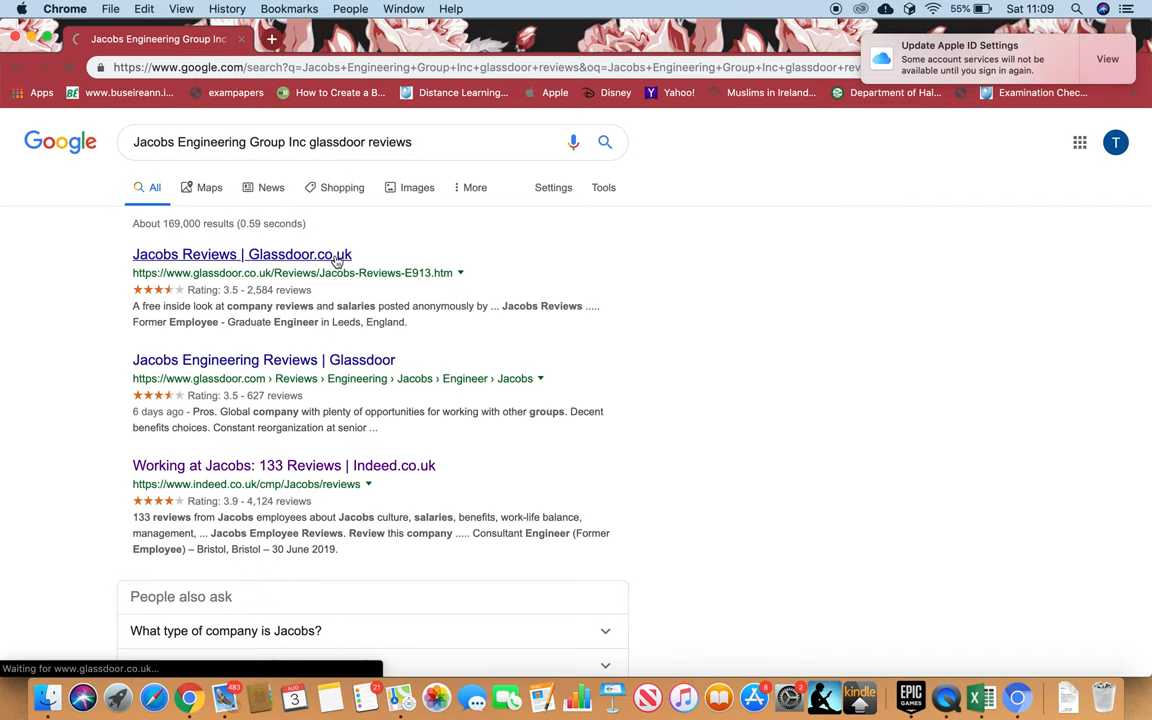 Chrome File Edit View History Bookmarks People Window Help 55% Sat 11:09
Jacobs Engineering Group Inc
Update Apple ID Settings
Some account services will not be
available until you sign in again.
View
https://www.google.com/search?q=Jacobs+Engineering+Group+Inc+glassdoor+reviews&oq=Jacobs+Engineering+Group+Inc+glassdoor+rev
Apps www.buseireann.i... exampapers How to Create a B... Distance Learning... Apple Disney Yahoo! Muslims in Ireland... Department of Hal... Examination Chec...
Google
Jacobs Engineering Group Inc glassdoor reviews
T
All Maps News Shopping Images More Settings Tools
About 169,000 results (0.59 seconds)
Jacobs Reviews | Glassdoor.co.uk
https://www.glassdoor.co.uk/Reviews/Jacobs-Reviews-E913.htm
Rating: 3.5 - 2,584 reviews
A free inside look at company reviews and salaries posted anonymously by ... Jacobs Reviews .....
Former Employee - Graduate Engineer in Leeds, England.
Jacobs Engineering Reviews | Glassdoor
https://www.glassdoor.com › Reviews › Engineering › Jacobs › Engineer › Jacobs
Rating: 3.5 - 627 reviews
6 days ago - Pros. Global company with plenty of opportunities for working with other groups. Decent
benefits choices. Constant reorganization at senior ...
Working at Jacobs: 133 Reviews | Indeed.co.uk
https://www.indeed.co.uk/cmp/Jacobs/reviews
Rating: 3.9 - 4,124 reviews
133 reviews from Jacobs employees about Jacobs culture, salaries, benefits, work-life balance,
management, ... Jacobs Employee Reviews. Review this company ..... Consultant Engineer (Former
Employee) – Bristol, Bristol – 30 June 2019.
People also ask
What type of company is Jacobs?
Waiting for www.glassdoor.co.uk...
483 AUG 3 21 8 2 kindle EPIC GAMES